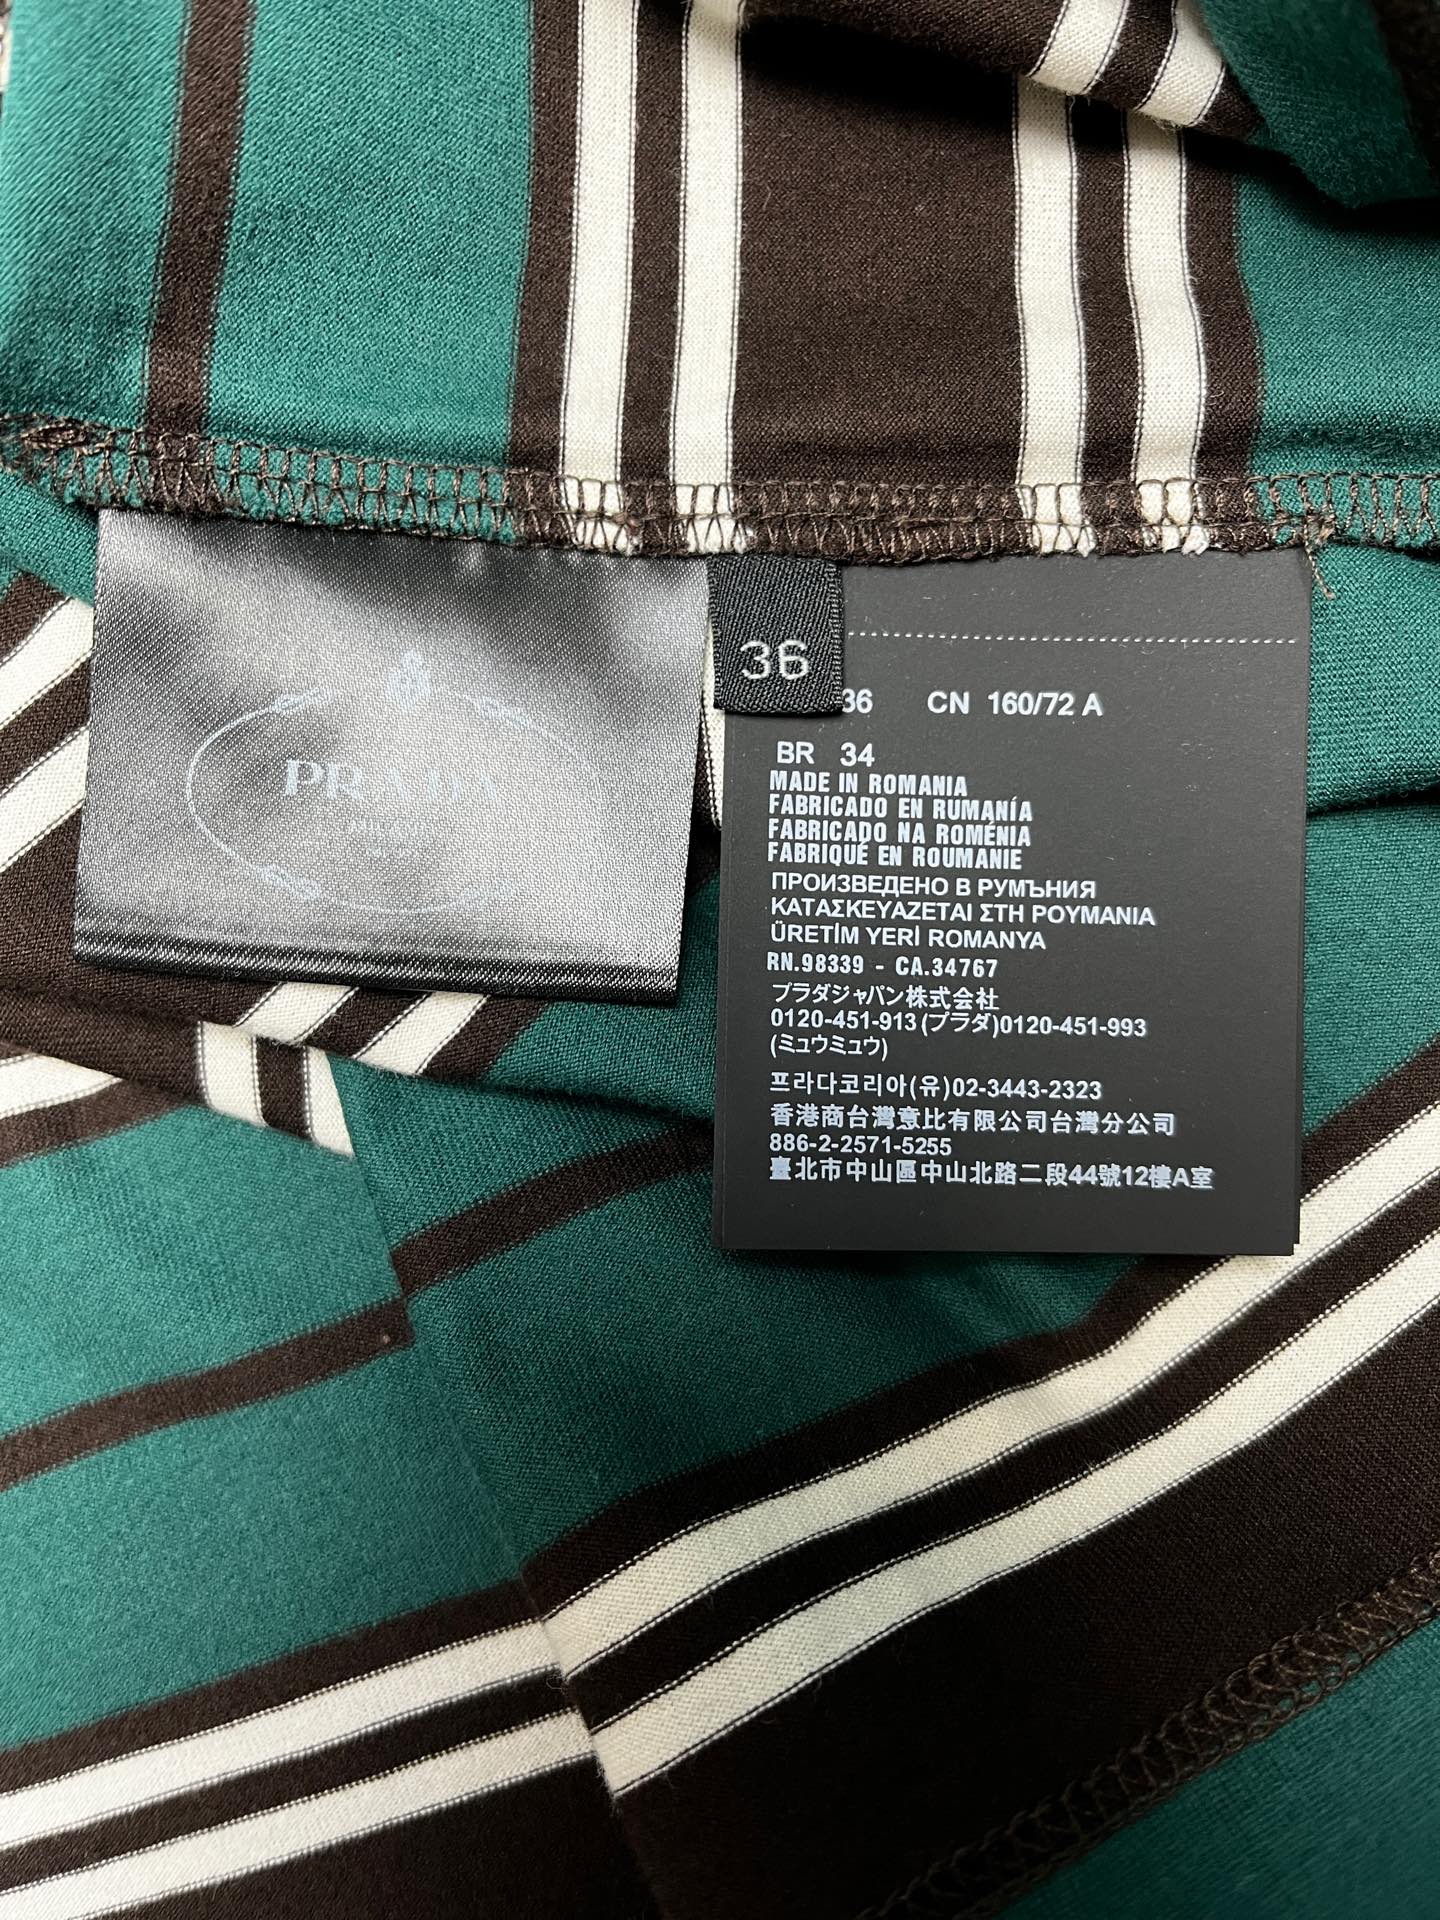 PRADA
36
36 CN 160/72 A
BR 34
MADE IN ROMANIA
FABRICADO EN RUMANÍA
FABRICADO NA ROMÉNIA
FABRIQUÉ EN ROUMANIE
ПРОИЗВЕДЕНО В РУМЪНИЯ
ΚΑΤΑΣΚΕΥΑΖΕΤΑΙ ΣΤΗ ΡΟΥΜΑΝΙΑ
ÜRETİM YERİ ROMANYA
RN.98339 - CA.34767
プラダジャパン株式会社
0120-451-913(プラダ)0120-451-993
(ミュウミュウ)
프라다코리아(유)02-3443-2323
香港商台灣意比有限公司台灣分公司
886-2-2571-5255
臺北市中山區中山北路二段44號12樓A室